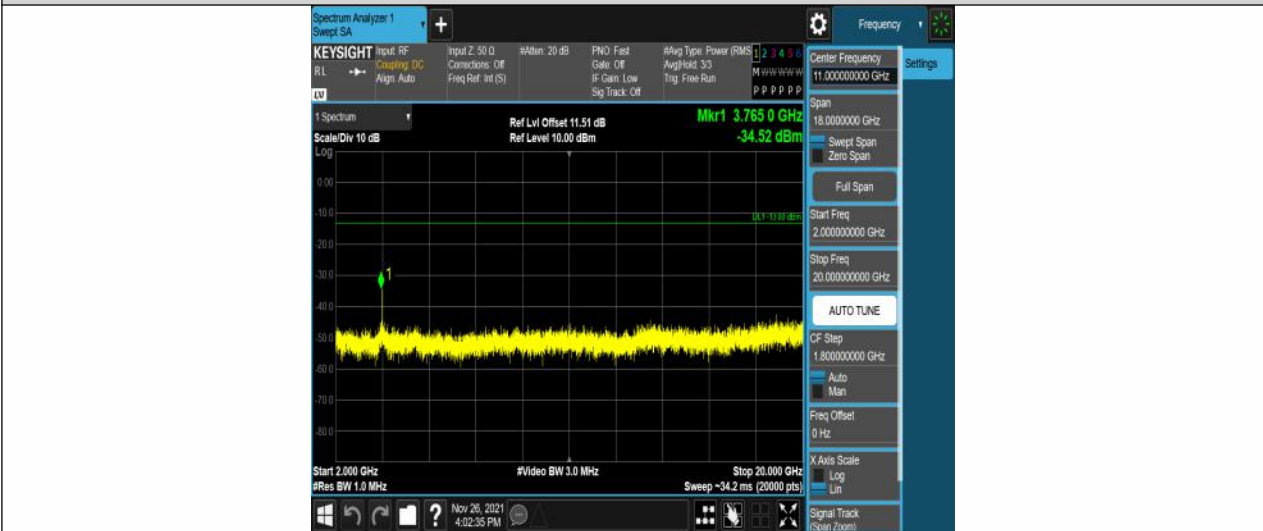 Spectrum Analyzer 1
Swept SA
+
Frequency
KEYSIGHT
RL
LV
Input: RF
Coupling: DC
Align: Auto
Input Z: 50 Ω
Corrections: Off
Freq Ref: Int (S)
#Atten: 20 dB
PNO: Fast
Gate: Off
IF Gain: Low
Sig Track: Off
#Avg Type: Power (RMS
Avg|Hold: 3/3
Trig: Free Run
1 2 3 4 5 6
M W W W W W
P P P P P P
1 Spectrum
Scale/Div 10 dB
Log
Ref Lvl Offset 11.51 dB
Ref Level 10.00 dBm
Mkr1 3.765 0 GHz
-34.52 dBm
0.00
-10.0
DL1 -13.00 dBm
-20.0
-30.0
1
-40.0
-50.0
-60.0
-70.0
-80.0
Start 2.000 GHz
#Res BW 1.0 MHz
#Video BW 3.0 MHz
Stop 20.000 GHz
Sweep ~34.2 ms (20000 pts)
Center Frequency
11.000000000 GHz
Settings
Span
18.0000000 GHz
Swept Span
Zero Span
Full Span
Start Freq
2.000000000 GHz
Stop Freq
20.000000000 GHz
AUTO TUNE
CF Step
1.800000000 GHz
Auto
Man
Freq Offset
0 Hz
X Axis Scale
Log
Lin
Signal Track
(Span Zoom)
?
Nov 26, 2021
4:02:35 PM